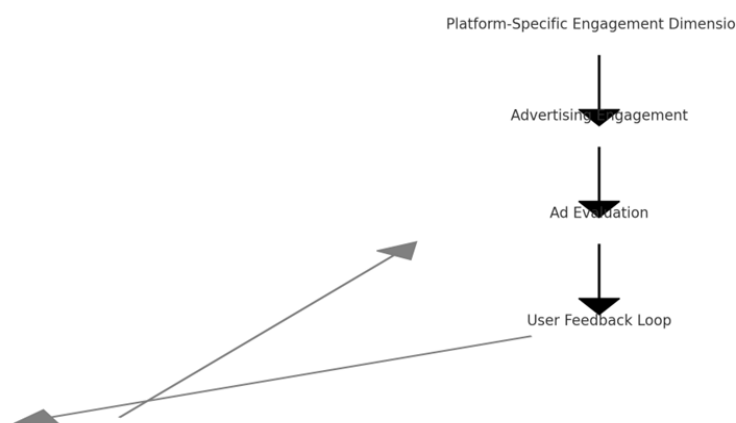 Platform-Specific Engagement Dimensio
Advertising Engagement
Ad Evaluation
User Feedback Loop